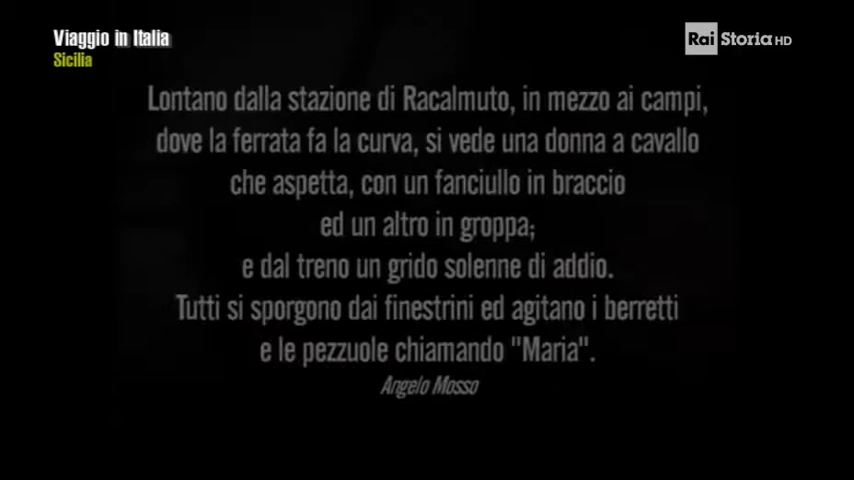 Viaggio in Italia
Sicilia
Rai Storia HD
Lontano dalla stazione di Racalmuto, in mezzo ai campi,
dove la ferrata fa la curva, si vede una donna a cavallo
che aspetta, con un fanciullo in braccio
ed un altro in groppa;
e dal treno un grido solenne di addio.
Tutti si sporgono dai finestrini ed agitano i berretti
e le pezzuole chiamando "Maria".
Angelo Mosso